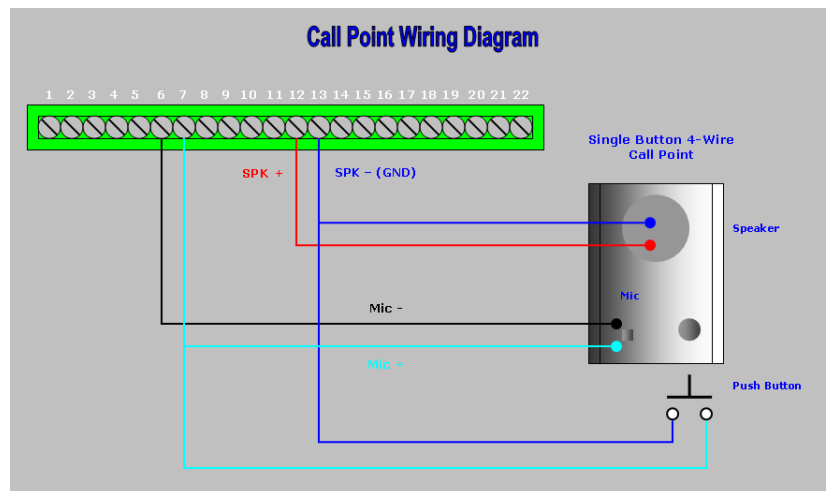 Call Point Wiring Diagram
1 2 3 4 5 6 7 8 9 10 11 12 13 14 15 16 17 18 19 20 21 22
Single Button 4-Wire
Call Point
SPK +
SPK - (GND)
Speaker
Mic
Mic -
Mic +
Push Button